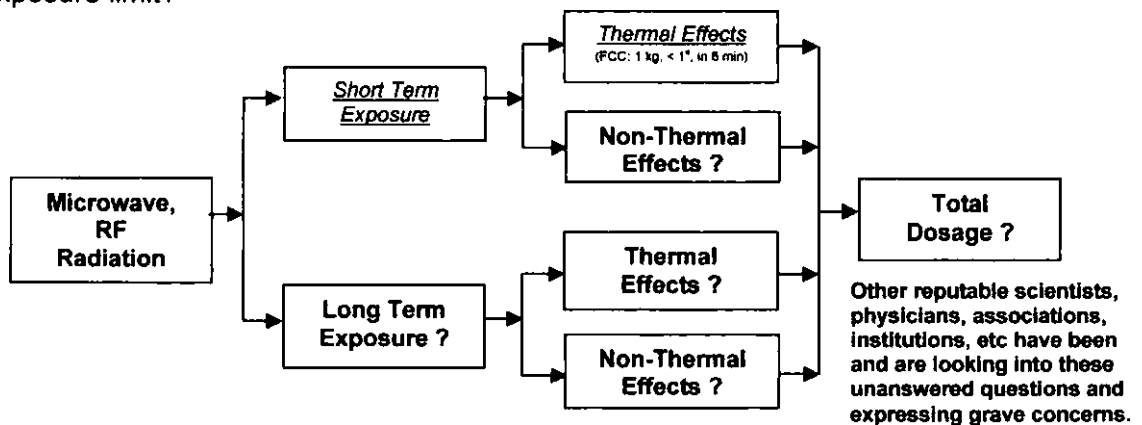 Thermal Effects
(FCC: 1 kg, < 1°, in 6 min)
Short Term
Exposure
Non-Thermal
Effects ?
Microwave,
RF
Radiation
Total
Dosage ?
Thermal
Effects ?
Long Term
Exposure ?
Non-Thermal
Effects ?
Other reputable scientists,
physicians, associations,
institutions, etc have been
and are looking into these
unanswered questions and
expressing grave concerns.